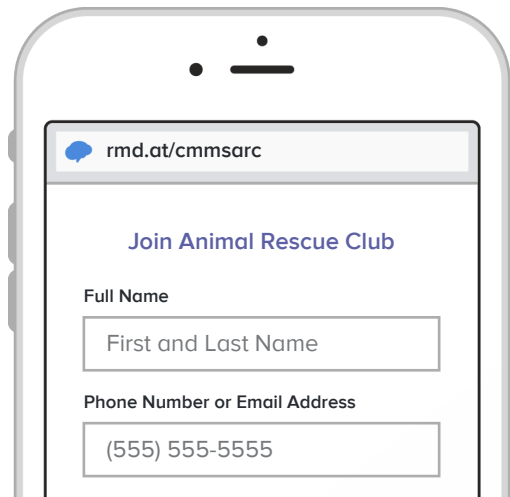 rmd.at/cmmsarc
Join Animal Rescue Club
Full Name
First and Last Name
Phone Number or Email Address
(555) 555-5555